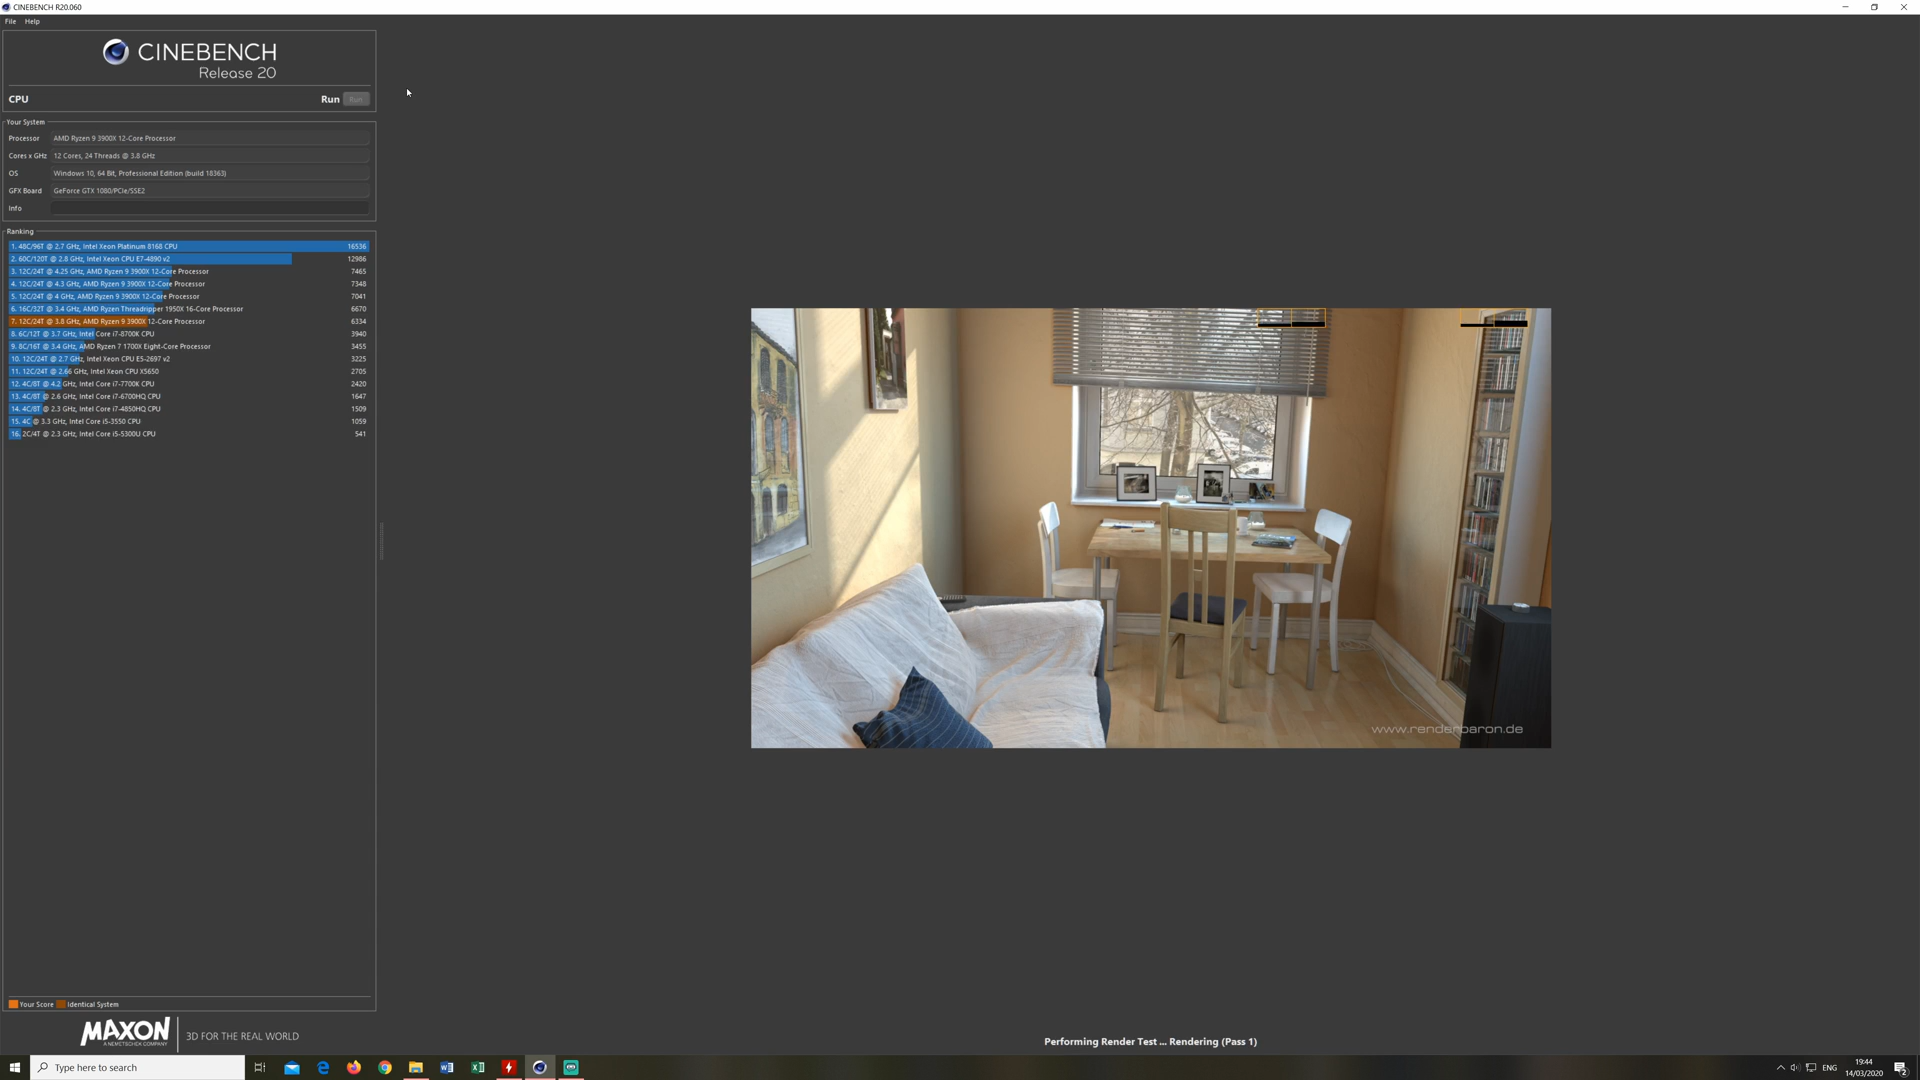 CINEBENCH R20.060
File Help
CINEBENCH
Release 20
CPU Run Run
Your System
Processor AMD Ryzen 9 3900X 12-Core Processor
Cores x GHz 12 Cores, 24 Threads @ 3.8 GHz
OS Windows 10, 64 Bit, Professional Edition (build 18363)
GFX Board GeForce GTX 1080/PCIe/SSE2
Info
Ranking
1. 48C/96T @ 2.7 GHz, Intel Xeon Platinum 8168 CPU 16536
2. 60C/120T @ 2.8 GHz, Intel Xeon CPU E7-4890 v2 12986
3. 12C/24T @ 4.25 GHz, AMD Ryzen 9 3900X 12-Core Processor 7465
4. 12C/24T @ 4.3 GHz, AMD Ryzen 9 3900X 12-Core Processor 7348
5. 12C/24T @ 4 GHz, AMD Ryzen 9 3900X 12-Core Processor 7041
6. 16C/32T @ 3.4 GHz, AMD Ryzen Threadripper 1950X 16-Core Processor 6670
7. 12C/24T @ 3.8 GHz, AMD Ryzen 9 3900X 12-Core Processor 6334
8. 6C/12T @ 3.7 GHz, Intel Core i7-8700K CPU 3940
9. 8C/16T @ 3.4 GHz, AMD Ryzen 7 1700X Eight-Core Processor 3455
10. 12C/24T @ 2.7 GHz, Intel Xeon CPU E5-2697 v2 3225
11. 12C/24T @ 2.66 GHz, Intel Xeon CPU X5650 2705
12. 4C/8T @ 4.2 GHz, Intel Core i7-7700K CPU 2420
13. 4C/8T @ 2.6 GHz, Intel Core i7-6700HQ CPU 1647
14. 4C/8T @ 2.3 GHz, Intel Core i7-4850HQ CPU 1509
15. 4C @ 3.3 GHz, Intel Core i5-3550 CPU 1059
16. 2C/4T @ 2.3 GHz, Intel Core i5-5300U CPU 541
www.renderbaron.de
Your Score Identical System
MAXON
A NEMETSCHEK COMPANY
3D FOR THE REAL WORLD
Performing Render Test ... Rendering (Pass 1)
Type here to search
ENG
19:44
14/03/2020
2